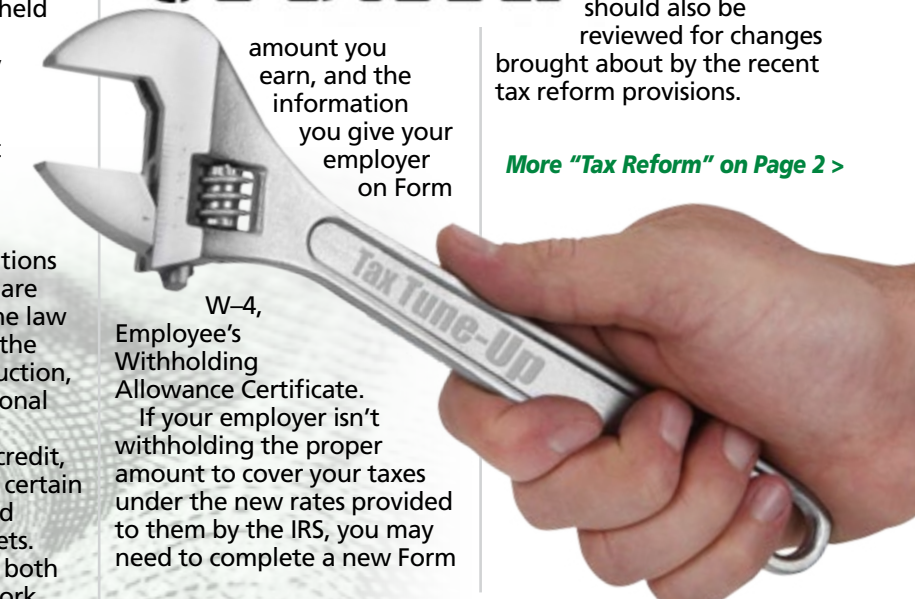 held
tions
are
the
onal
credit,
certain
ets.
both
amount you
earn, and the
information
you give your
employer
on Form
W–4,
Employee's
Withholding
Allowance Certificate.
If your employer isn't
withholding the proper
amount to cover your taxes
under the new rates provided
to them by the IRS, you may
need to complete a new Form
should also be
reviewed for changes
brought about by the recent
tax reform provisions.
More “Tax Reform” on Page 2 >
Tax Tune-Up